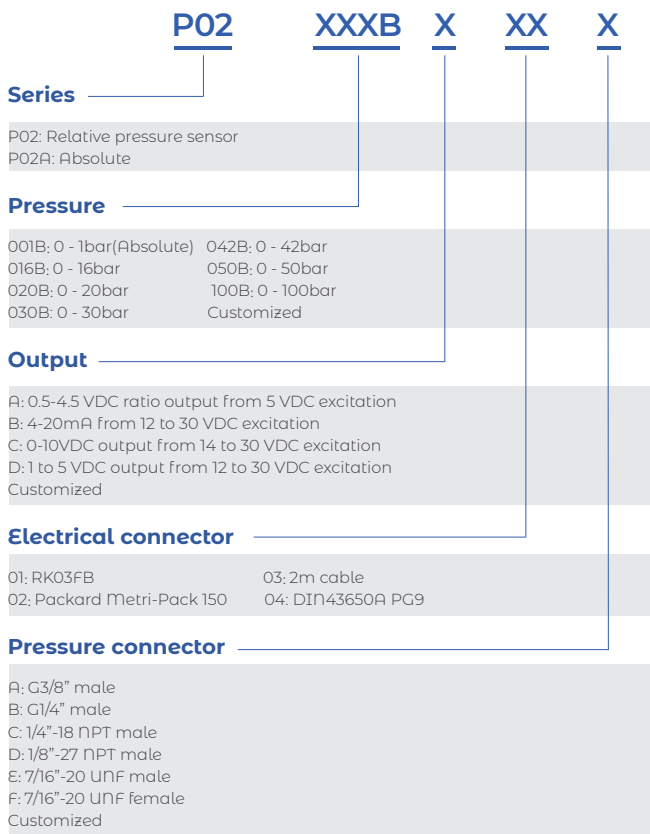 P02 XXXB X XX X
Series
P02: Relative pressure sensor
P02A: Absolute
Pressure
001B: 0 - 1bar(Absolute) 042B: 0 - 42bar
016B: 0 - 16bar 050B: 0 - 50bar
020B: 0 - 20bar 100B: 0 - 100bar
030B: 0 - 30bar Customized
Output
A: 0.5-4.5 VDC ratio output from 5 VDC excitation
B: 4-20mA from 12 to 30 VDC excitation
C: 0-10VDC output from 14 to 30 VDC excitation
D: 1 to 5 VDC output from 12 to 30 VDC excitation
Customized
Electrical connector
01: RK03FB 03: 2m cable
02: Packard Metri-Pack 150 04: DIN43650A PG9
Pressure connector
A: G3/8” male
B: G1/4” male
C: 1/4”-18 NPT male
D: 1/8”-27 NPT male
E: 7/16”-20 UNF male
F: 7/16”-20 UNF female
Customized